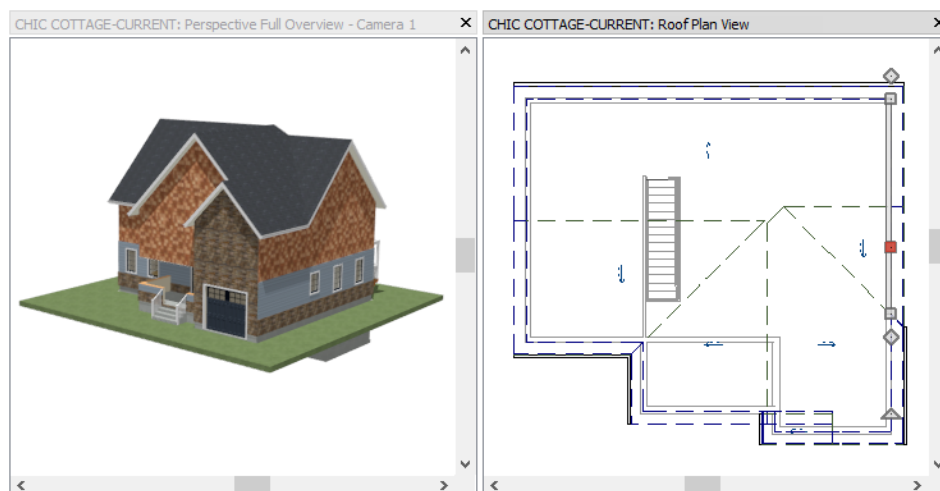 CHIC COTTAGE-CURRENT: Perspective Full Overview - Camera 1
CHIC COTTAGE-CURRENT: Roof Plan View